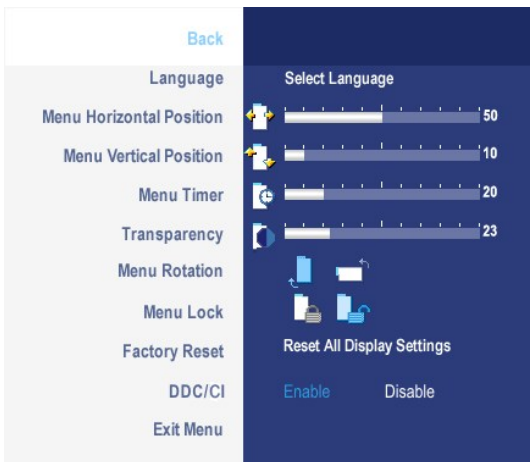 Back
Language Select Language
Menu Horizontal Position 50
Menu Vertical Position 10
Menu Timer 20
Transparency 23
Menu Rotation
Menu Lock
Factory Reset Reset All Display Settings
DDC/CI Enable Disable
Exit Menu